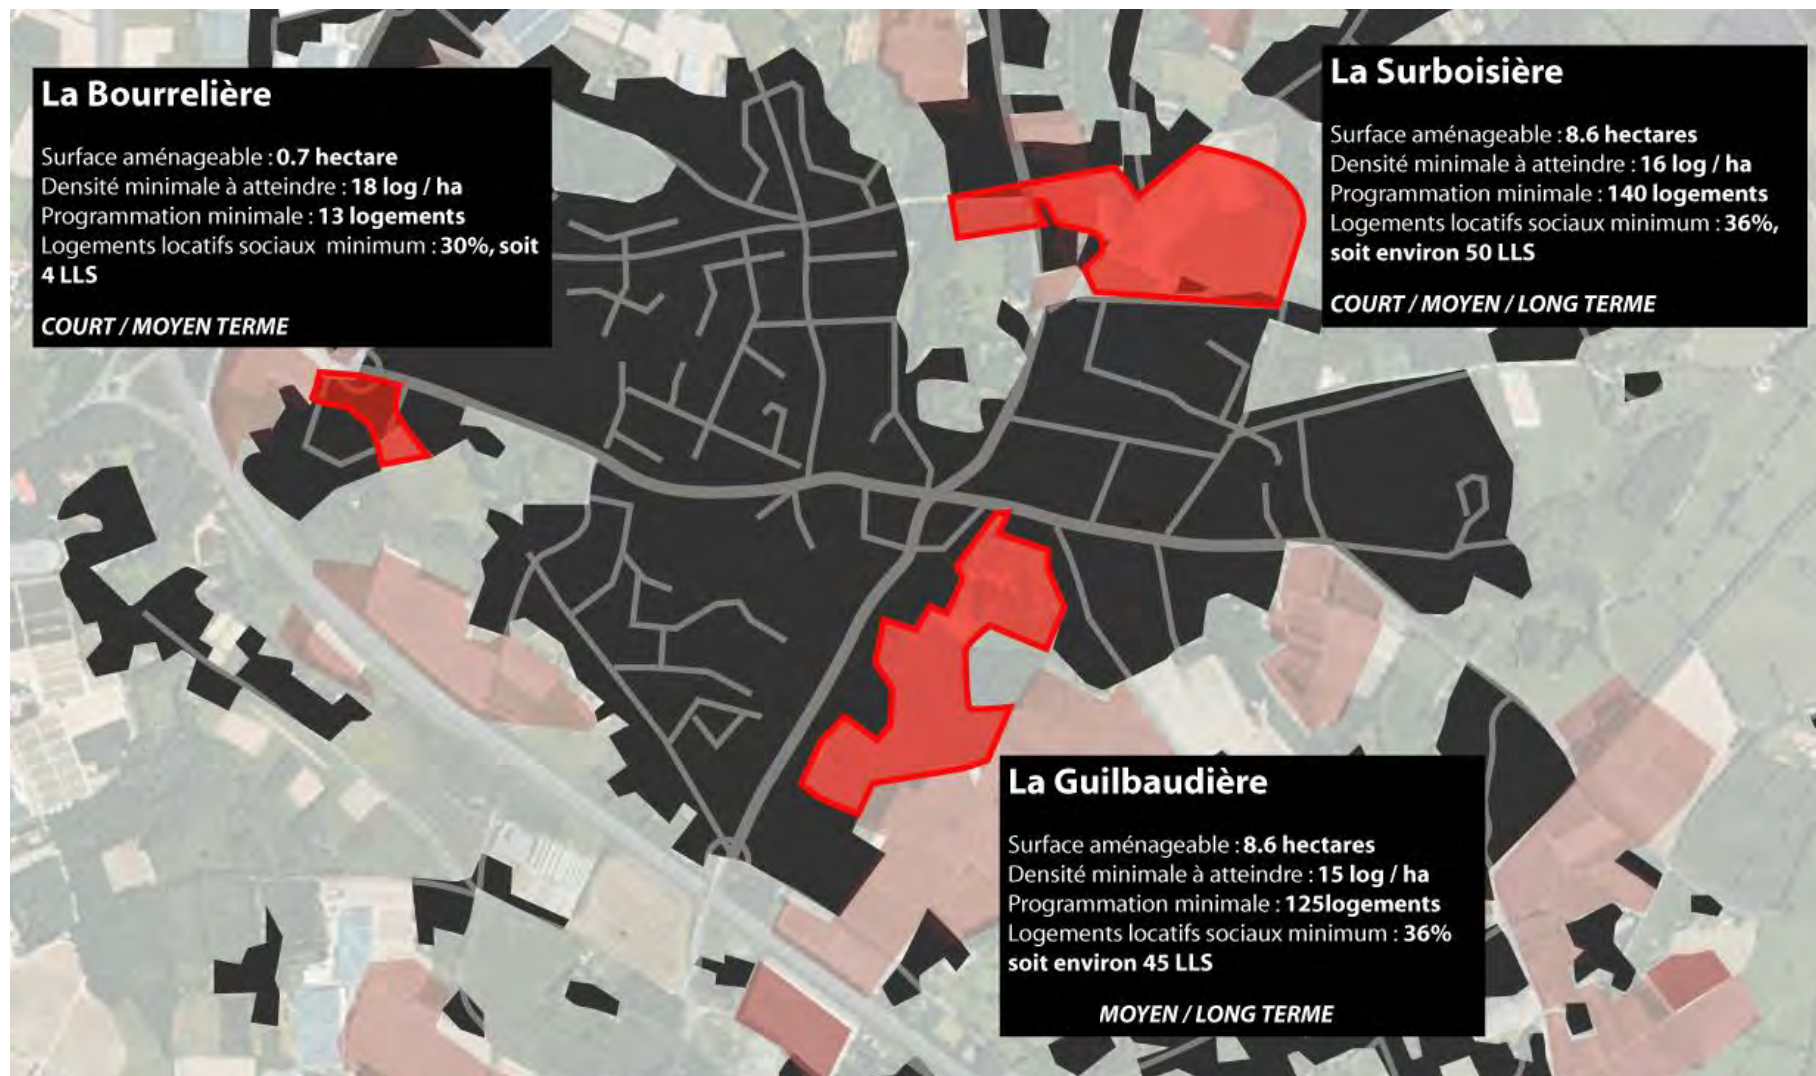 La Bourrelière
Surface aménageable : 0.7 hectare
Densité minimale à atteindre : 18 log / ha
Programmation minimale : 13 logements
Logements locatifs sociaux minimum : 30%, soit
4 LLS
COURT / MOYEN TERME
La Surboisière
Surface aménageable : 8.6 hectares
Densité minimale à atteindre : 16 log / ha
Programmation minimale : 140 logements
Logements locatifs sociaux minimum : 36%,
soit environ 50 LLS
COURT / MOYEN / LONG TERME
La Guilbaudière
Surface aménageable : 8.6 hectares
Densité minimale à atteindre : 15 log / ha
Programmation minimale : 125logements
Logements locatifs sociaux minimum : 36%
soit environ 45 LLS
MOYEN / LONG TERME